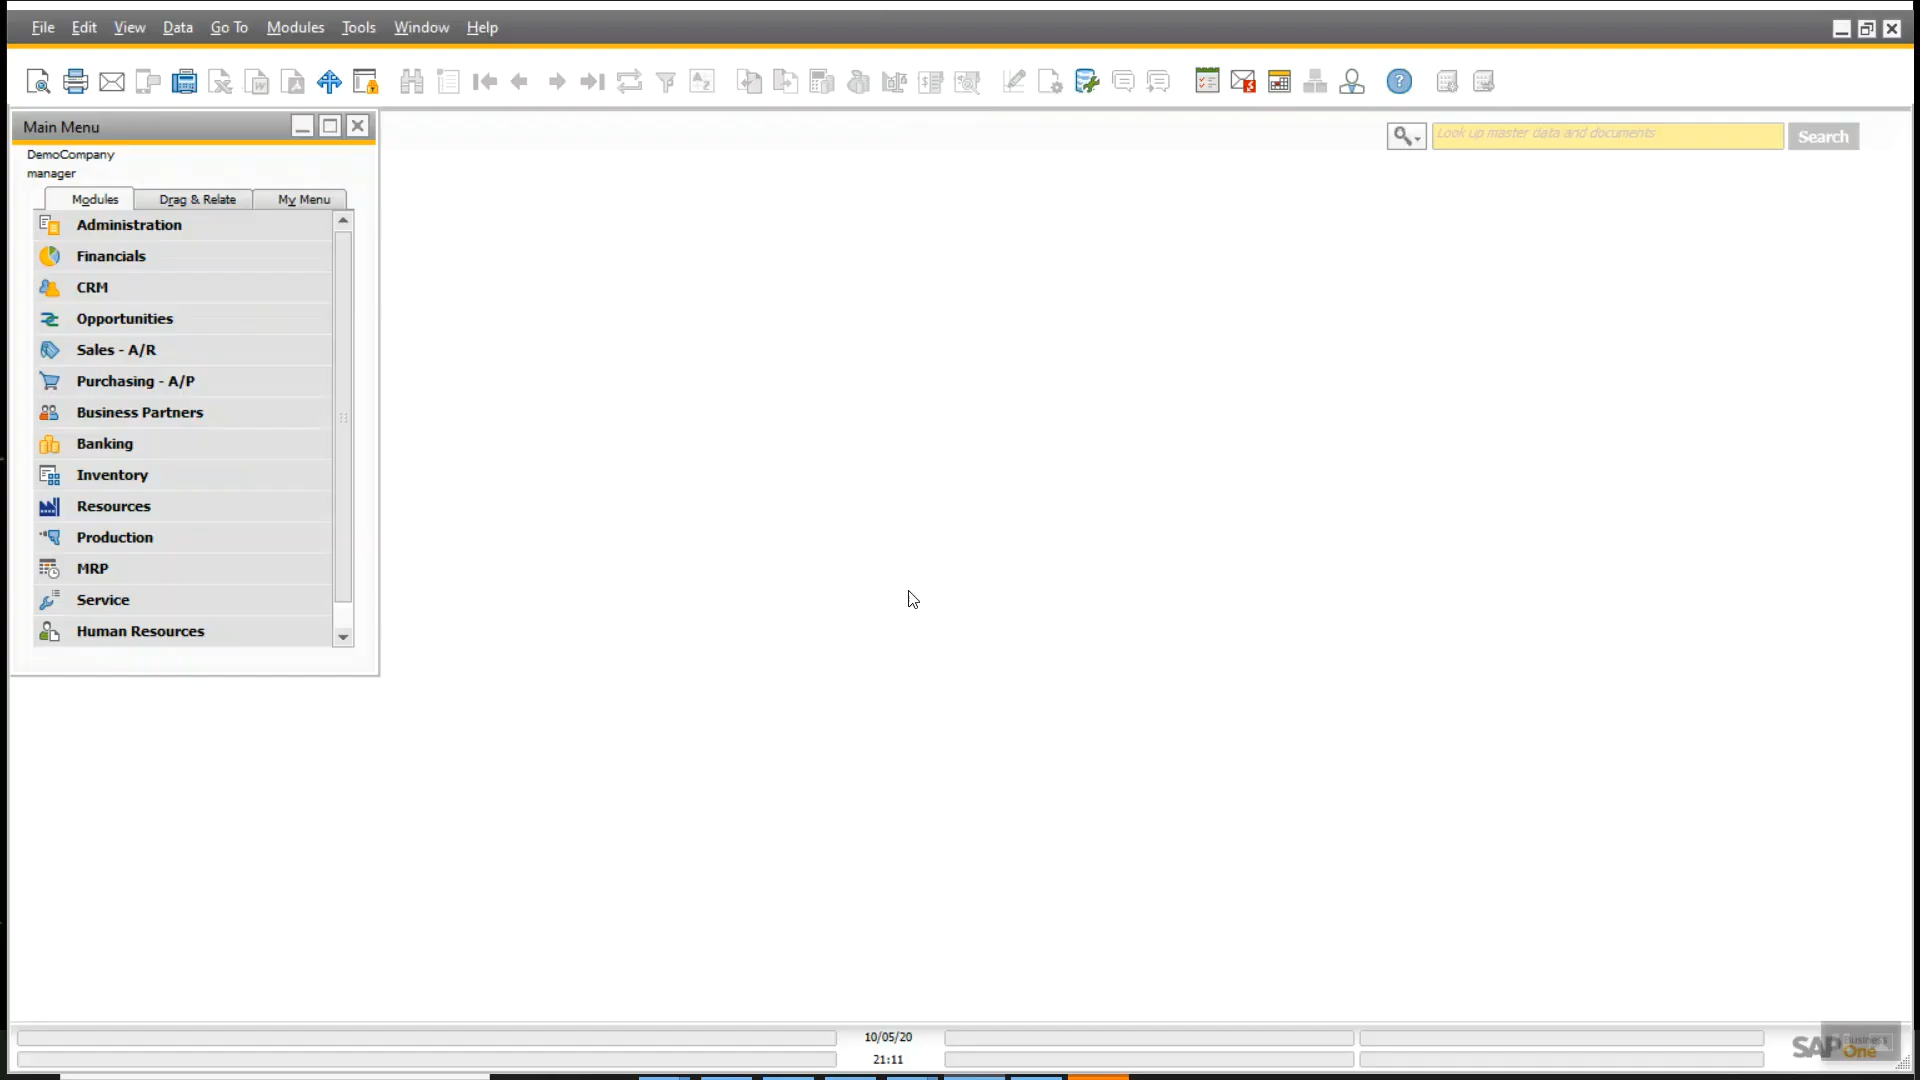 File Edit View Data Go To Modules Tools Window Help
Main Menu
Look up master data and documents
Search
DemoCompany
manager
Modules Drag & Relate My Menu
Administration
Financials
CRM
Opportunities
Sales - A/R
Purchasing - A/P
Business Partners
Banking
Inventory
Resources
Production
MRP
Service
Human Resources
10/05/20
21:11
SAP Business One